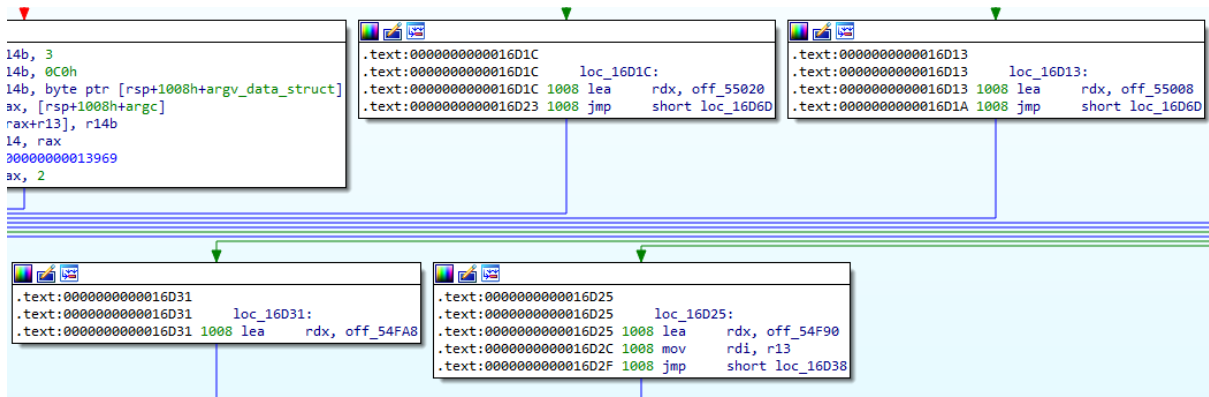 14b, 3
14b, 0C0h
14b, byte ptr [rsp+1008h+argv_data_struct]
ax, [rsp+1008h+argc]
rax+r13], r14b
14, rax
00000000013969
ax, 2
.text:0000000000016D1C
.text:0000000000016D1C loc_16D1C:
.text:0000000000016D1C 1008 lea rdx, off_55020
.text:0000000000016D23 1008 jmp short loc_16D6D
.text:0000000000016D13
.text:0000000000016D13 loc_16D13:
.text:0000000000016D13 1008 lea rdx, off_55008
.text:0000000000016D1A 1008 jmp short loc_16D6D
.text:0000000000016D31
.text:0000000000016D31 loc_16D31:
.text:0000000000016D31 1008 lea rdx, off_54FA8
.text:0000000000016D25
.text:0000000000016D25 loc_16D25:
.text:0000000000016D25 1008 lea rdx, off_54F90
.text:0000000000016D2C 1008 mov rdi, r13
.text:0000000000016D2F 1008 jmp short loc_16D38